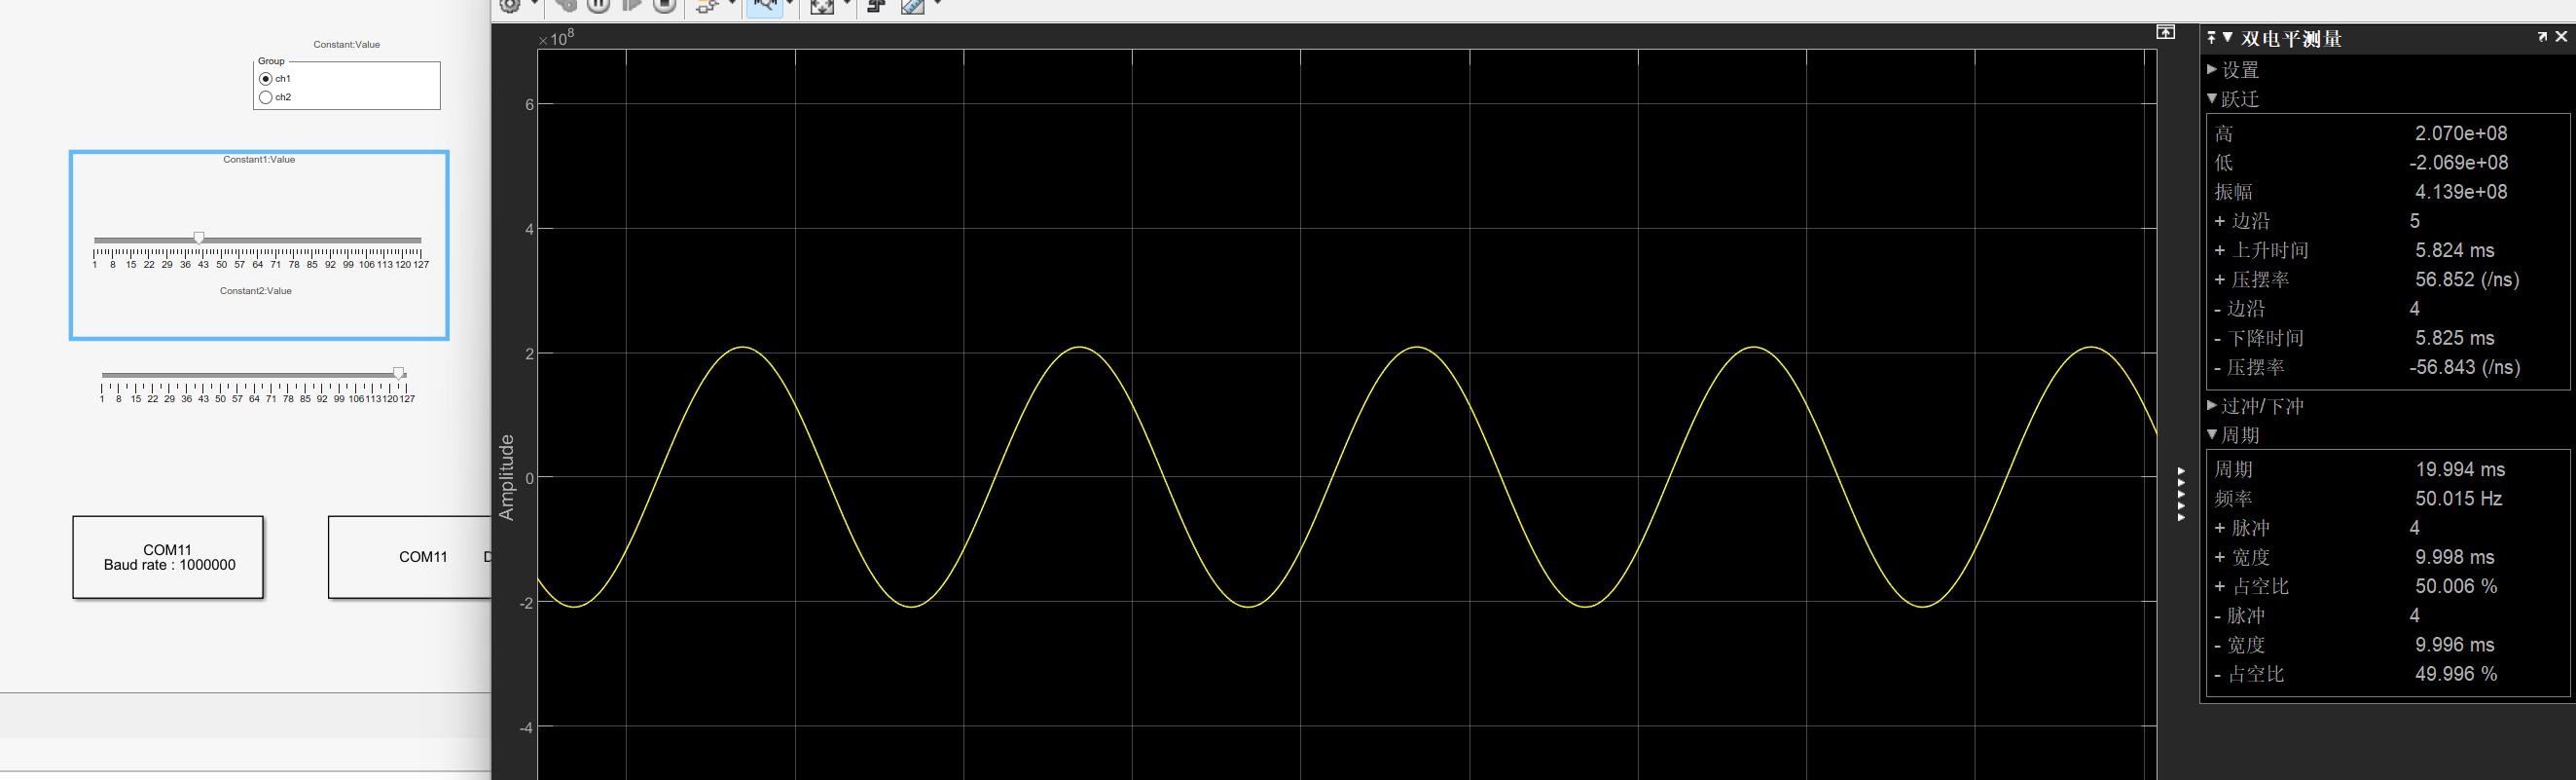 Constant:Value
Group
ch1
ch2
Constant1:Value
1 8 15 22 29 36 43 50 57 64 71 78 85 92 99 106 113 120 127
Constant2:Value
1 8 15 22 29 36 43 50 57 64 71 78 85 92 99 106 113 120 127
COM11
Baud rate : 1000000
COM11 D
×10⁸
6
4
2
0
-2
-4
Amplitude
双电平测量
设置
跃迁
高 2.070e+08
低 -2.069e+08
振幅 4.139e+08
+ 边沿 5
+ 上升时间 5.824 ms
+ 压摆率 56.852 (/ns)
- 边沿 4
- 下降时间 5.825 ms
- 压摆率 -56.843 (/ns)
过冲/下冲
周期
周期 19.994 ms
频率 50.015 Hz
+ 脉冲 4
+ 宽度 9.998 ms
+ 占空比 50.006 %
- 脉冲 4
- 宽度 9.996 ms
- 占空比 49.996 %